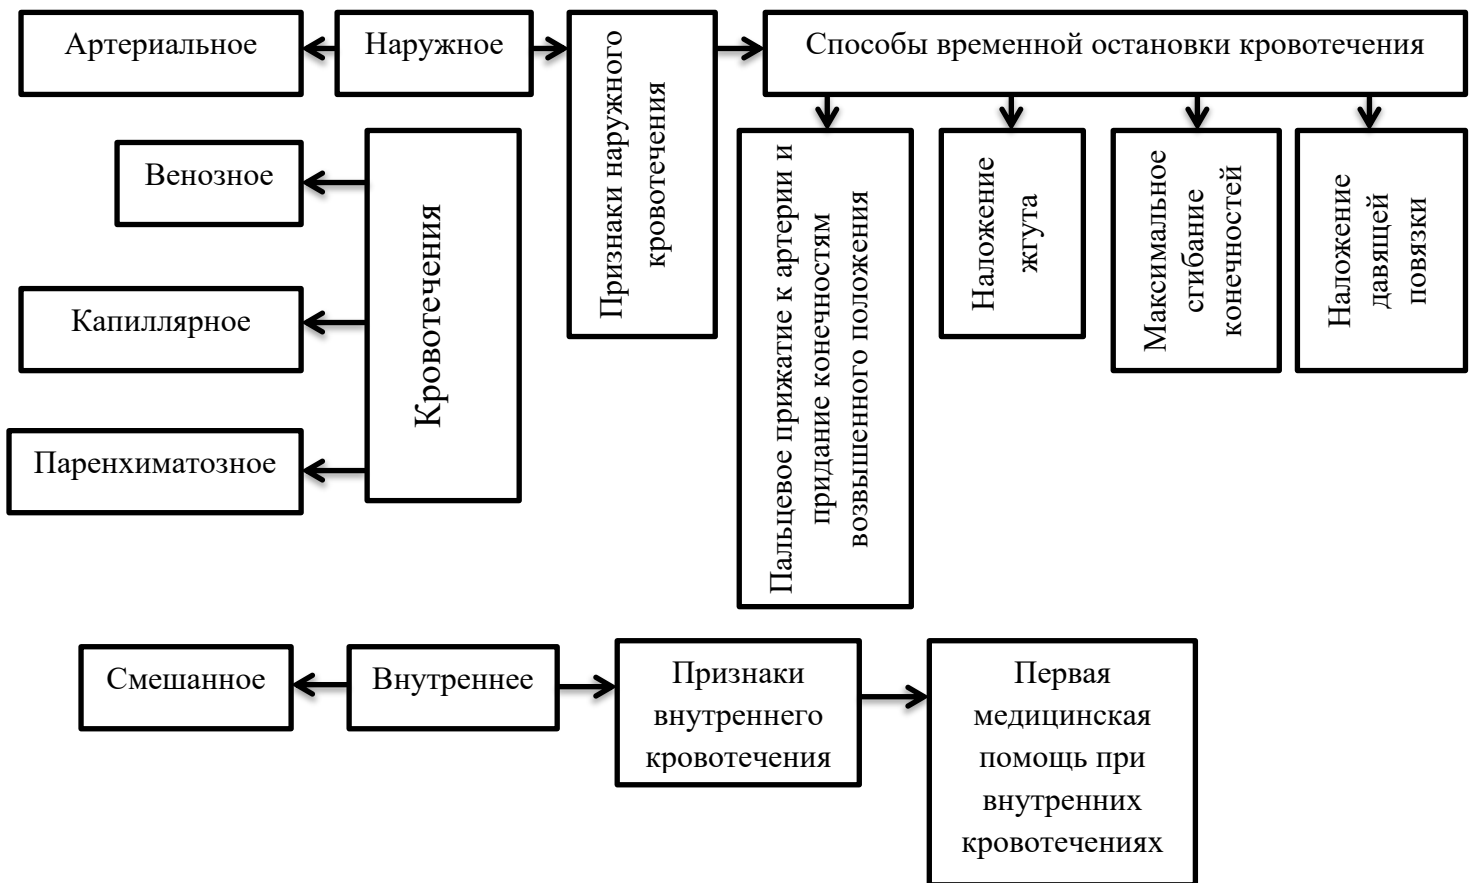 Артериальное
Наружное
Признаки наружного
кровотечения
Способы временной остановки кровотечения
Венозное
Капиллярное
Паренхиматозное
Кровотечения
Пальцевое прижатие к артерии и
придание конечностям
возвышенного положения
Наложение
жгута
Максимальное
сгибание
конечностей
Наложение
давящей
повязки
Смешанное
Внутреннее
Признаки
внутреннего
кровотечения
Первая
медицинская
помощь при
внутренних
кровотечениях